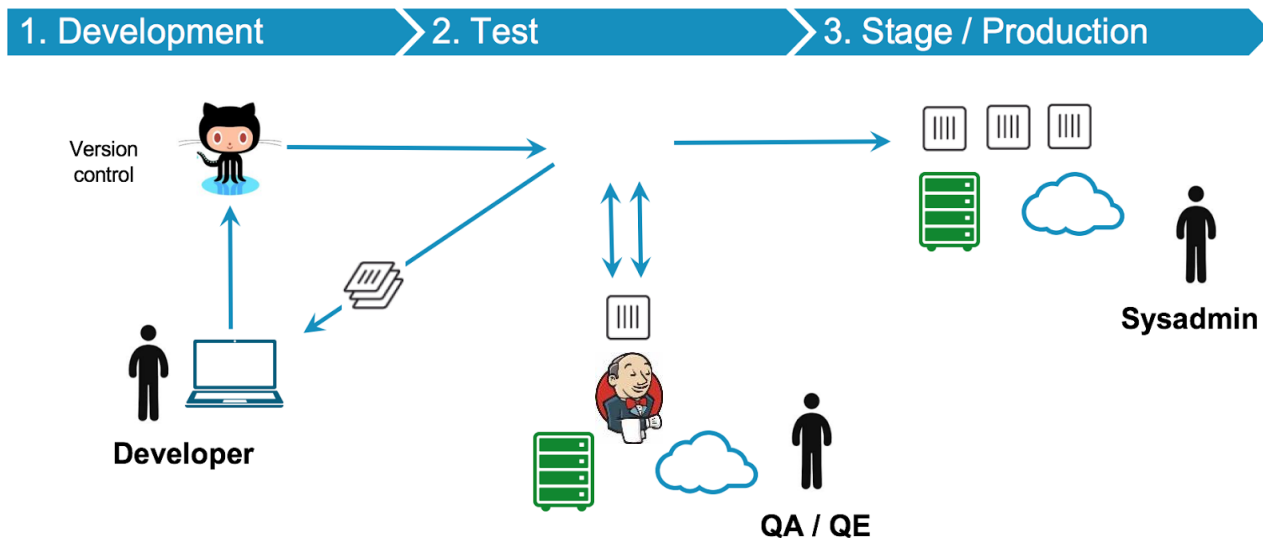 1. Development
2. Test
3. Stage / Production
Version
control
Sysadmin
Developer
QA / QE